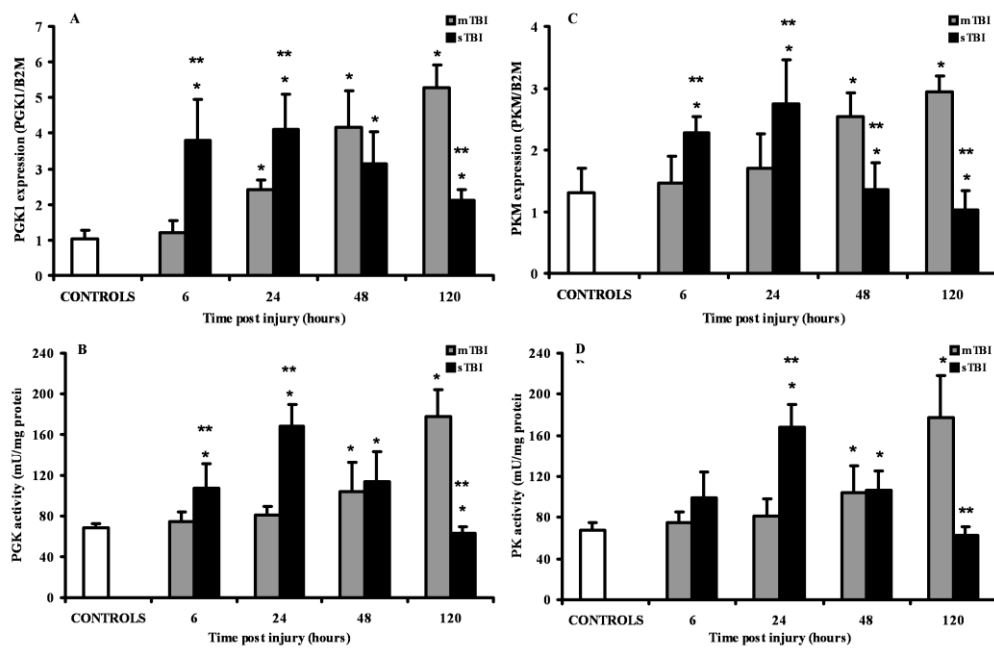 A
mTBI
sTBI
PGK1 expression (PGK1/B2M)
7
6
5
4
3
2
1
0
** ** * *
* * * *
* **
*
CONTROLS 6 24 48 120
Time post injury (hours)
C
mTBI
sTBI
PKM expression (PKM/B2M)
4
3
2
1
0
** ** * *
* * ** **
* *
CONTROLS 6 24 48 120
Time post injury (hours)
B
mTBI
sTBI
PGK activity (mU/mg protein
240
200
160
120
80
40
0
** ** * *
* * * **
*
CONTROLS 6 24 48 120
Time post injury (hours)
D
mTBI
sTBI
PK activity (mU/mg protein
240
200
160
120
80
40
0
** *
* * *
**
CONTROLS 6 24 48 120
Time post injury (hours)